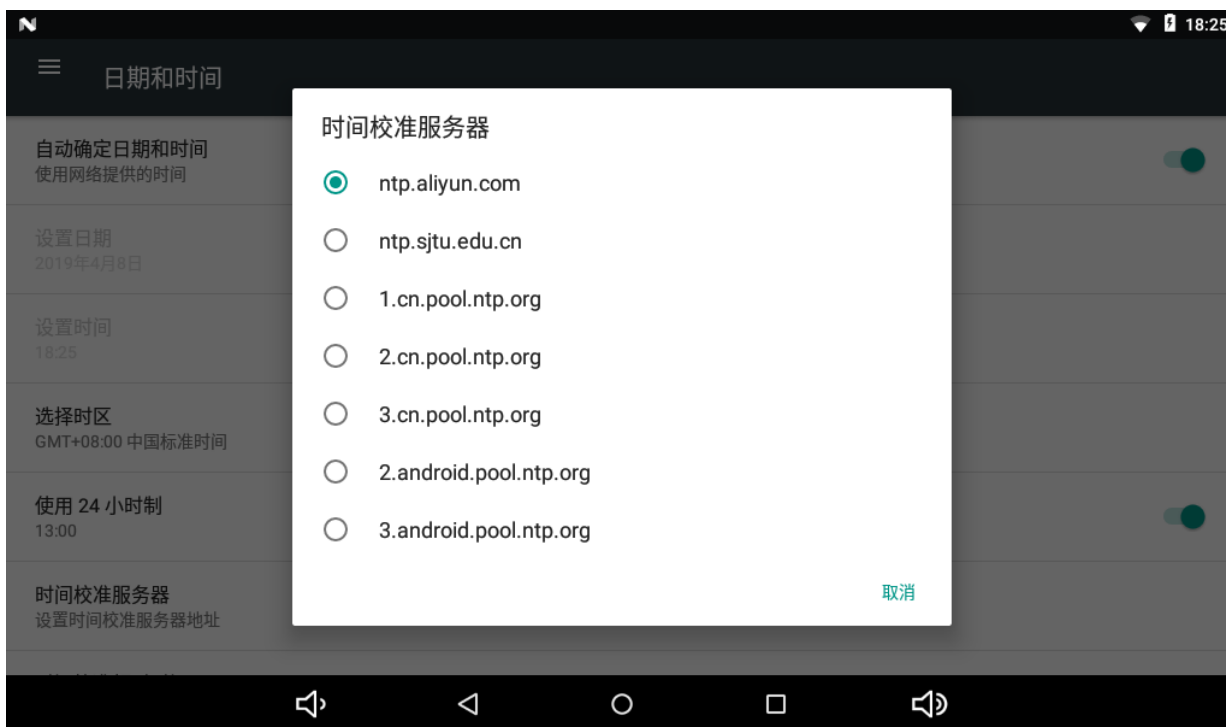 18:25
日期和时间
自动确定日期和时间
使用网络提供的时间
设置日期
2019年4月8日
设置时间
18:25
选择时区
GMT+08:00 中国标准时间
使用 24 小时制
13:00
时间校准服务器
设置时间校准服务器地址
时间校准服务器
ntp.aliyun.com
ntp.sjtu.edu.cn
1.cn.pool.ntp.org
2.cn.pool.ntp.org
3.cn.pool.ntp.org
2.android.pool.ntp.org
3.android.pool.ntp.org
取消